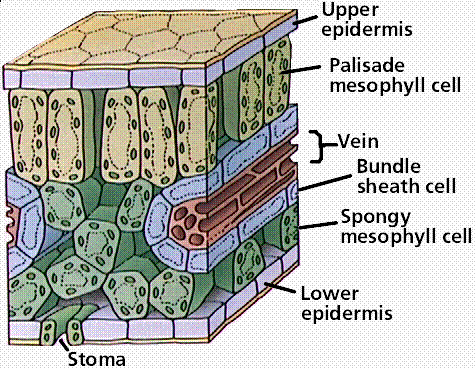 Upper
epidermis
Palisade
mesophyll cell
Vein
Bundle
sheath cell
Spongy
mesophyll cell
Lower
epidermis
Stoma